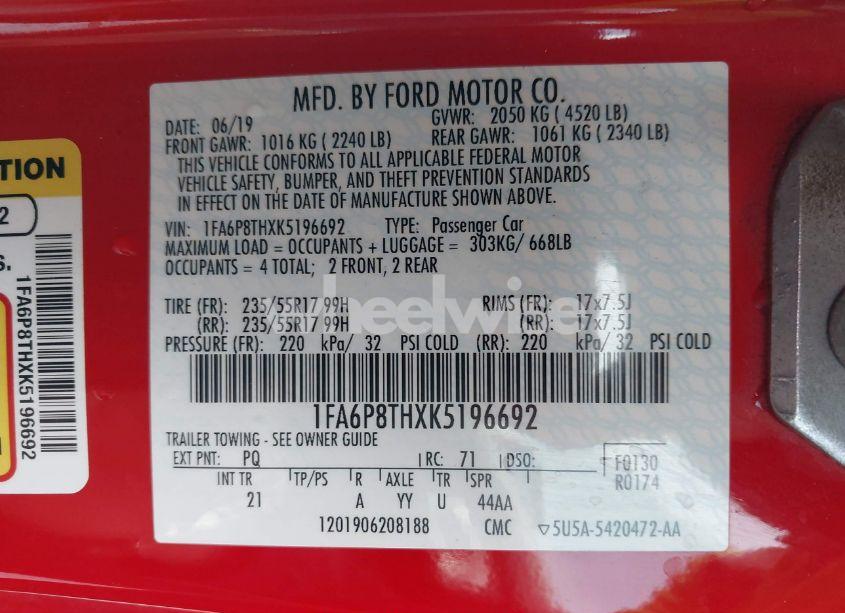 MFD. BY FORD MOTOR CO.
DATE: 06/19 GVWR: 2050 KG ( 4520 LB)
FRONT GAWR: 1016 KG ( 2240 LB) REAR GAWR: 1061 KG ( 2340 LB)
THIS VEHICLE CONFORMS TO ALL APPLICABLE FEDERAL MOTOR
VEHICLE SAFETY, BUMPER, AND THEFT PREVENTION STANDARDS
IN EFFECT ON THE DATE OF MANUFACTURE SHOWN ABOVE.
VIN: 1FA6P8THXK5196692 TYPE: Passenger Car
MAXIMUM LOAD = OCCUPANTS + LUGGAGE = 303KG/ 668LB
OCCUPANTS = 4 TOTAL; 2 FRONT, 2 REAR
TIRE (FR): 235/55R17 99H RIMS (FR): 17x7.5J
(RR): 235/55R17 99H (RR): 17x7.5J
PRESSURE (FR): 220 kPa/ 32 PSI COLD (RR): 220 kPa/ 32 PSI COLD
1FA6P8THXK5196692
TRAILER TOWING - SEE OWNER GUIDE
EXT PNT: PQ RC: 71 DSO: F0130
R0174
INT TR TP/PS R AXLE TR SPR
21 A YY U 44AA
1201906208188 CMC ▽5U5A-5420472-AA
TION
2
S.
1FA6P8THXK5196692